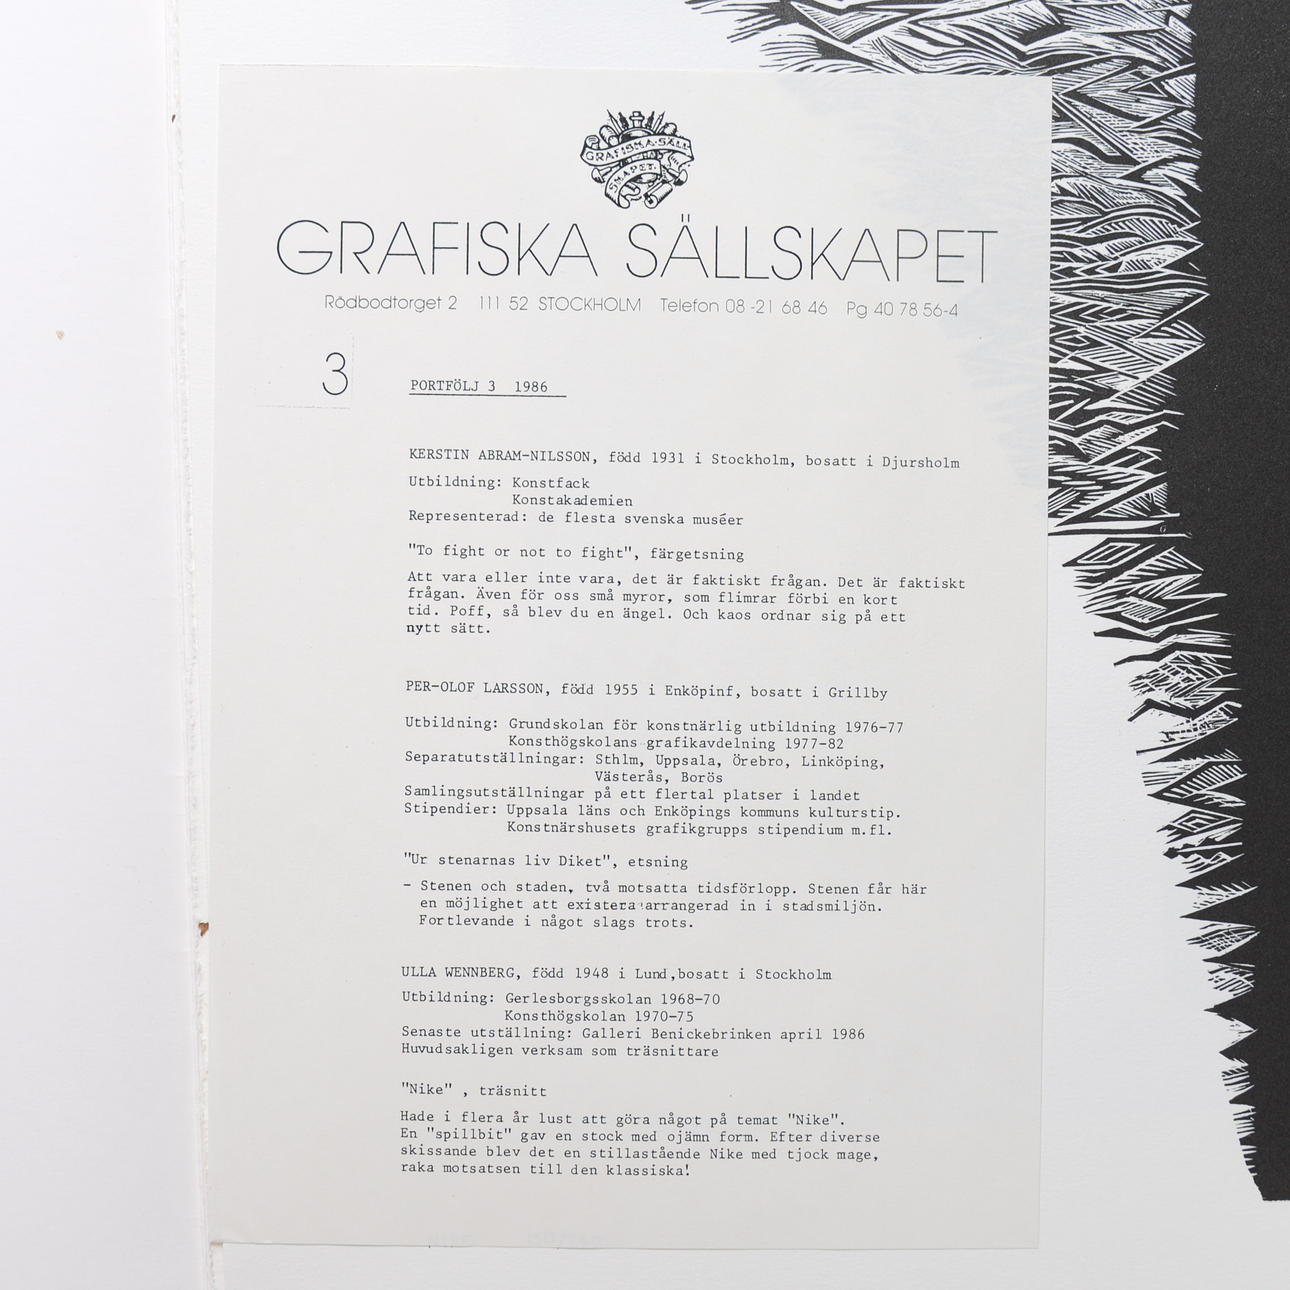 GRAFISKA·SÄLL-
SKAPET.
GRAFISKA SÄLLSKAPET
Rödbodtorget 2 111 52 STOCKHOLM Telefon 08 -21 68 46 Pg 40 78 56-4
3
PORTFÖLJ 3 1986
KERSTIN ABRAM-NILSSON, född 1931 i Stockholm, bosatt i Djursholm
Utbildning: Konstfack
Konstakademien
Representerad: de flesta svenska muséer
"To fight or not to fight", färgetsning
Att vara eller inte vara, det är faktiskt frågan. Det är faktiskt
frågan. Även för oss små myror, som flimrar förbi en kort
tid. Poff, så blev du en ängel. Och kaos ordnar sig på ett
nytt sätt.
PER-OLOF LARSSON, född 1955 i Enköpinf, bosatt i Grillby
Utbildning: Grundskolan för konstnärlig utbildning 1976-77
Konsthögskolans grafikavdelning 1977-82
Separatutställningar: Sthlm, Uppsala, Örebro, Linköping,
Västerås, Borös
Samlingsutställningar på ett flertal platser i landet
Stipendier: Uppsala läns och Enköpings kommuns kulturstip.
Konstnärshusets grafikgrupps stipendium m.fl.
"Ur stenarnas liv Diket", etsning
- Stenen och staden, två motsatta tidsförlopp. Stenen får här
en möjlighet att existera arrangerad in i stadsmiljön.
Fortlevande i något slags trots.
ULLA WENNBERG, född 1948 i Lund,bosatt i Stockholm
Utbildning: Gerlesborgsskolan 1968-70
Konsthögskolan 1970-75
Senaste utställning: Galleri Benickebrinken april 1986
Huvudsakligen verksam som träsnittare
"Nike" , träsnitt
Hade i flera år lust att göra något på temat "Nike".
En "spillbit" gav en stock med ojämn form. Efter diverse
skissande blev det en stillastående Nike med tjock mage,
raka motsatsen till den klassiska!